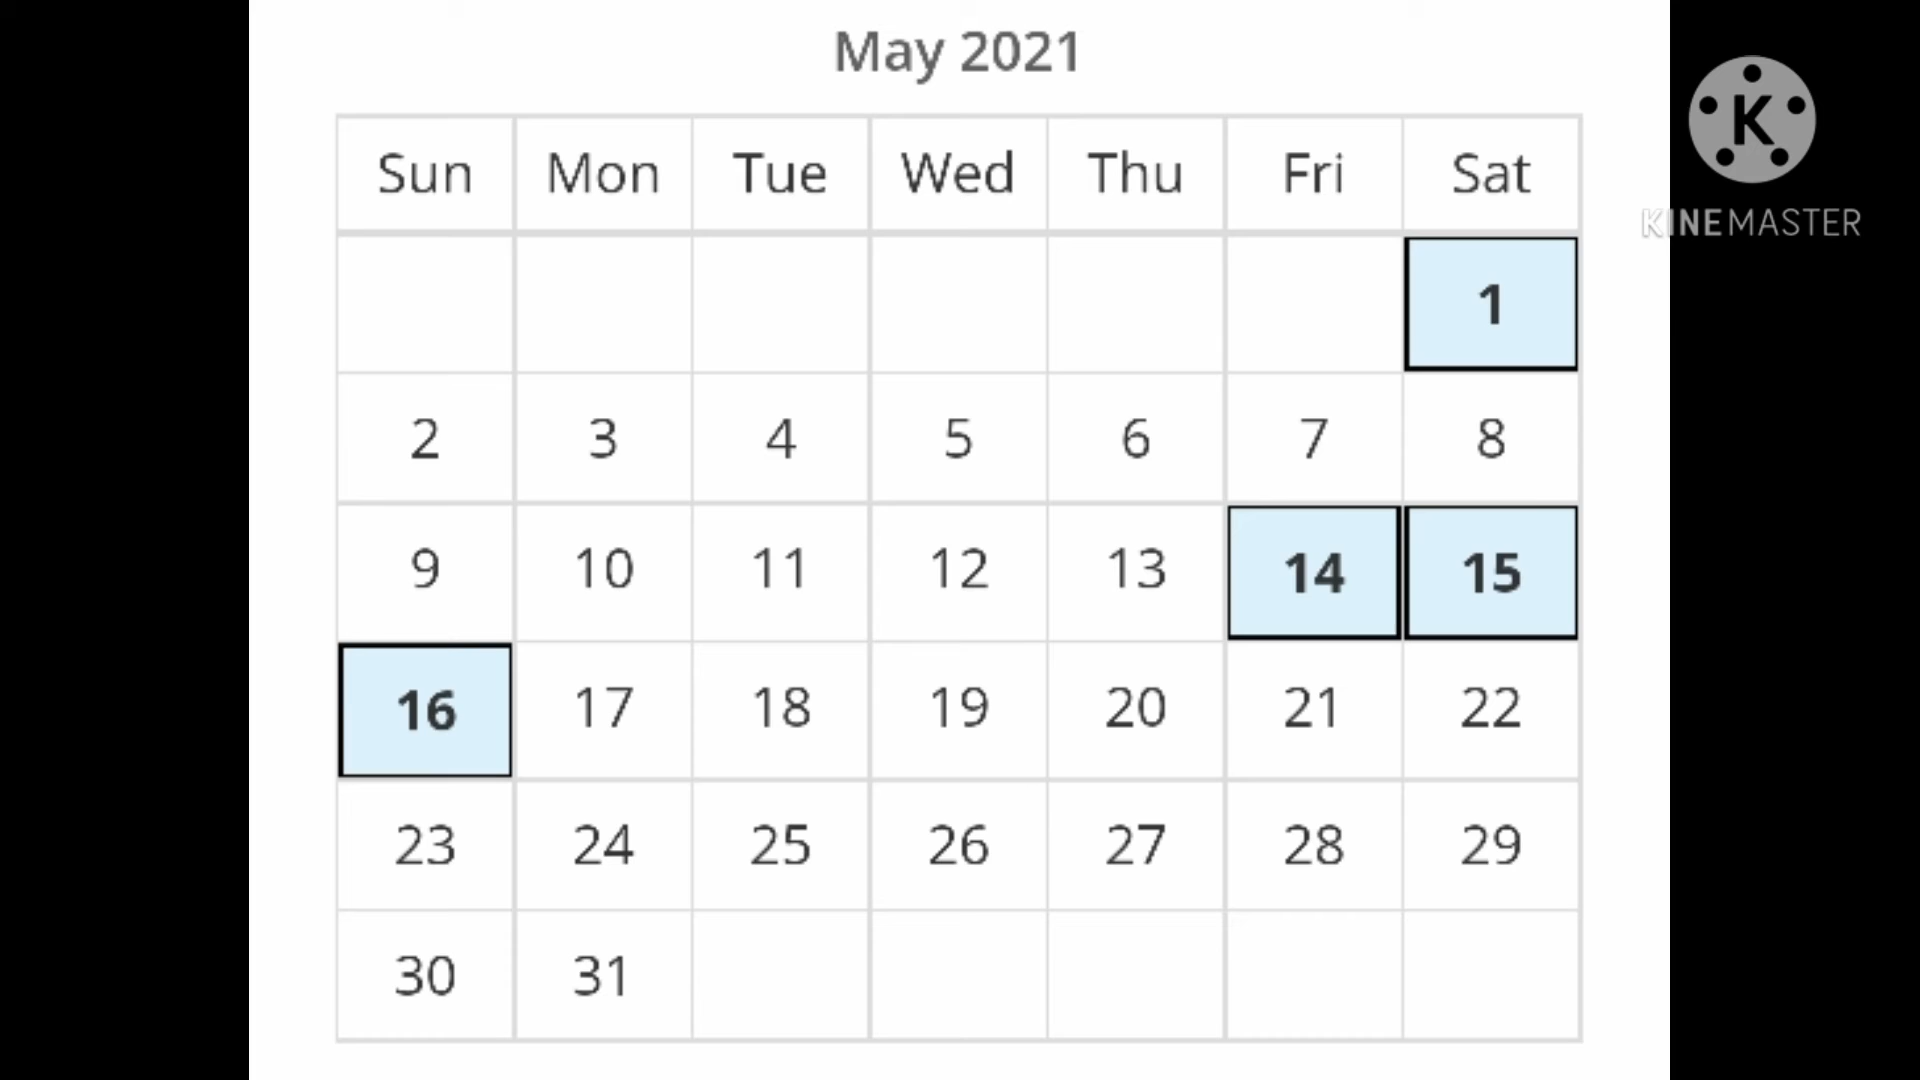 May 2021
Sun Mon Tue Wed Thu Fri Sat
1
2 3 4 5 6 7 8
9 10 11 12 13 14 15
16 17 18 19 20 21 22
23 24 25 26 27 28 29
30 31
K
KINEMASTER